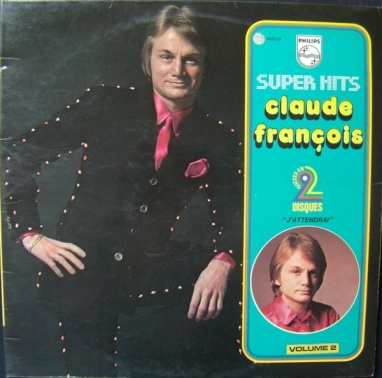 PHILIPS
SUPER HITS
claude
françois
2
DISQUES
"J'ATTENDRAI"
VOLUME 2